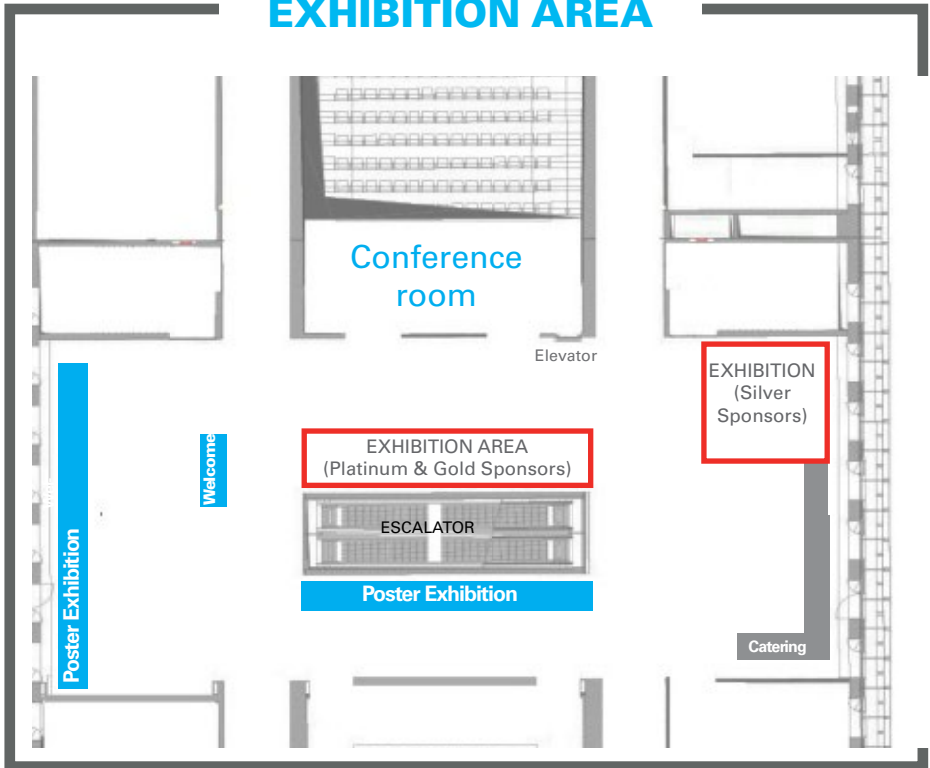 EXHIBITION AREA
Conference
room
Elevator
EXHIBITION
(Silver
Sponsors)
EXHIBITION AREA
(Platinum & Gold Sponsors)
Welcome
ESCALATOR
Poster Exhibition
Poster Exhibition
Catering